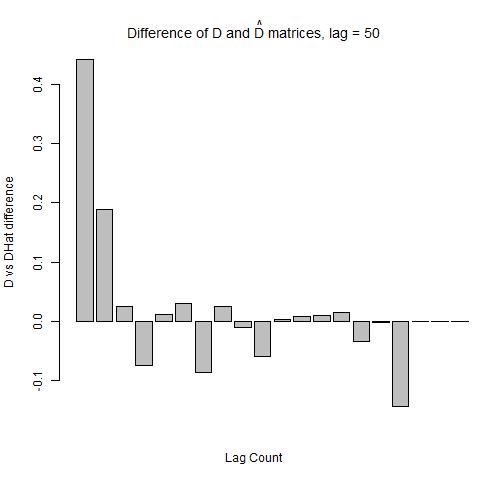 Difference of D and D̂ matrices, lag = 50
0.4
0.3
0.2
0.1
0.0
-0.1
D vs DHat difference
Lag Count